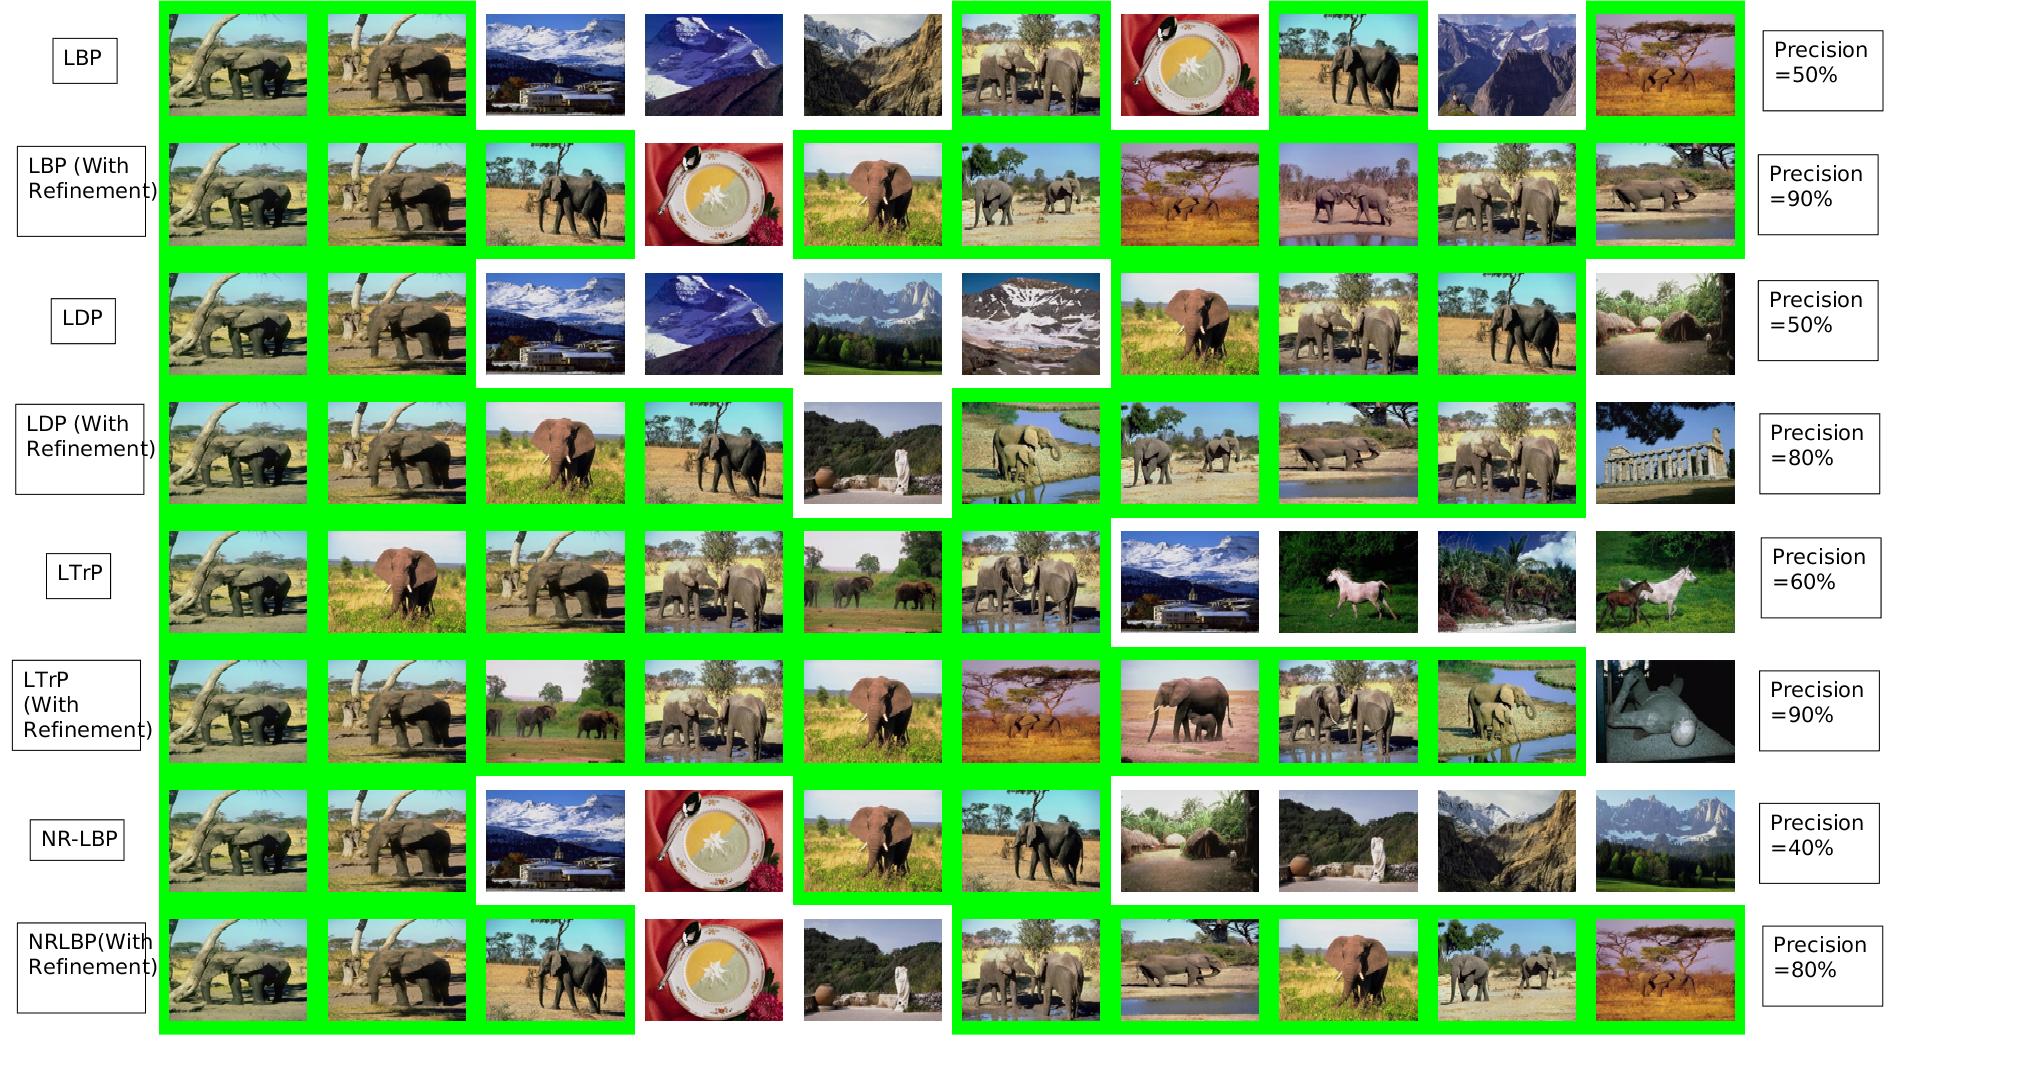 LBP
Precision
=50%
LBP (With
Refinement)
Precision
=90%
LDP
Precision
=50%
LDP (With
Refinement)
Precision
=80%
LTrP
Precision
=60%
LTrP
(With
Refinement)
Precision
=90%
NR-LBP
Precision
=40%
NRLBP(With
Refinement)
Precision
=80%